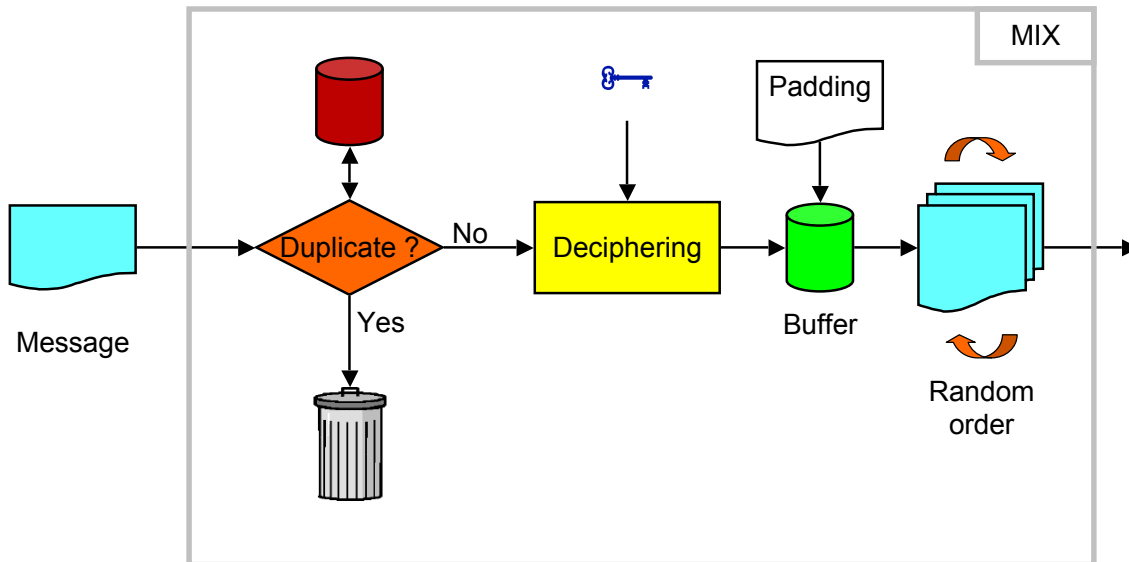 MIX
Padding
Duplicate ?
No
Deciphering
Message
Yes
Buffer
Random
order